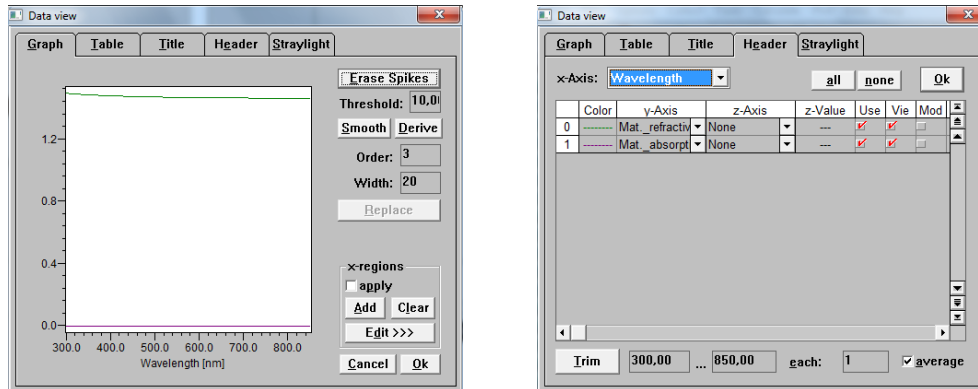 Data view
Graph Table Title Header Straylight
Erase Spikes
Threshold: 10,0
Smooth Derive
Order: 3
Width: 20
Replace
x-regions
apply
Add Clear
Edit >>>
Cancel Ok
1.2
0.8
0.4
0.0
300.0 400.0 500.0 600.0 700.0 800.0
Wavelength [nm]
Data view
Graph Table Title Header Straylight
x-Axis: Wavelength all none Ok
Color y-Axis z-Axis z-Value Use Vie Mod
0 Mat._refractiv None ---
1 Mat._absorpt None ---
Trim 300,00 ... 850,00 each: 1 average